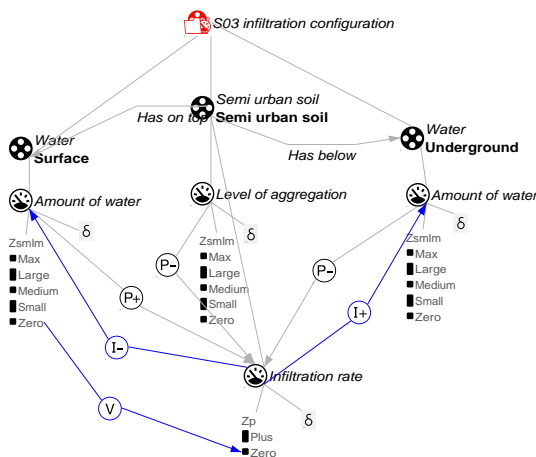 S03 infiltration configuration
Semi urban soil
Has on top
Semi urban soil
Water
Surface
Has below
Water
Underground
Amount of water
Level of aggregation
Amount of water
δ
δ
δ
Zsmlm
Max
Large
Medium
Small
Zero
Zsmlm
Max
Large
Medium
Small
Zero
Zsmlm
Max
Large
Medium
Small
Zero
P-
P-
P+
I+
I-
Infiltration rate
V
δ
Zp
Plus
Zero